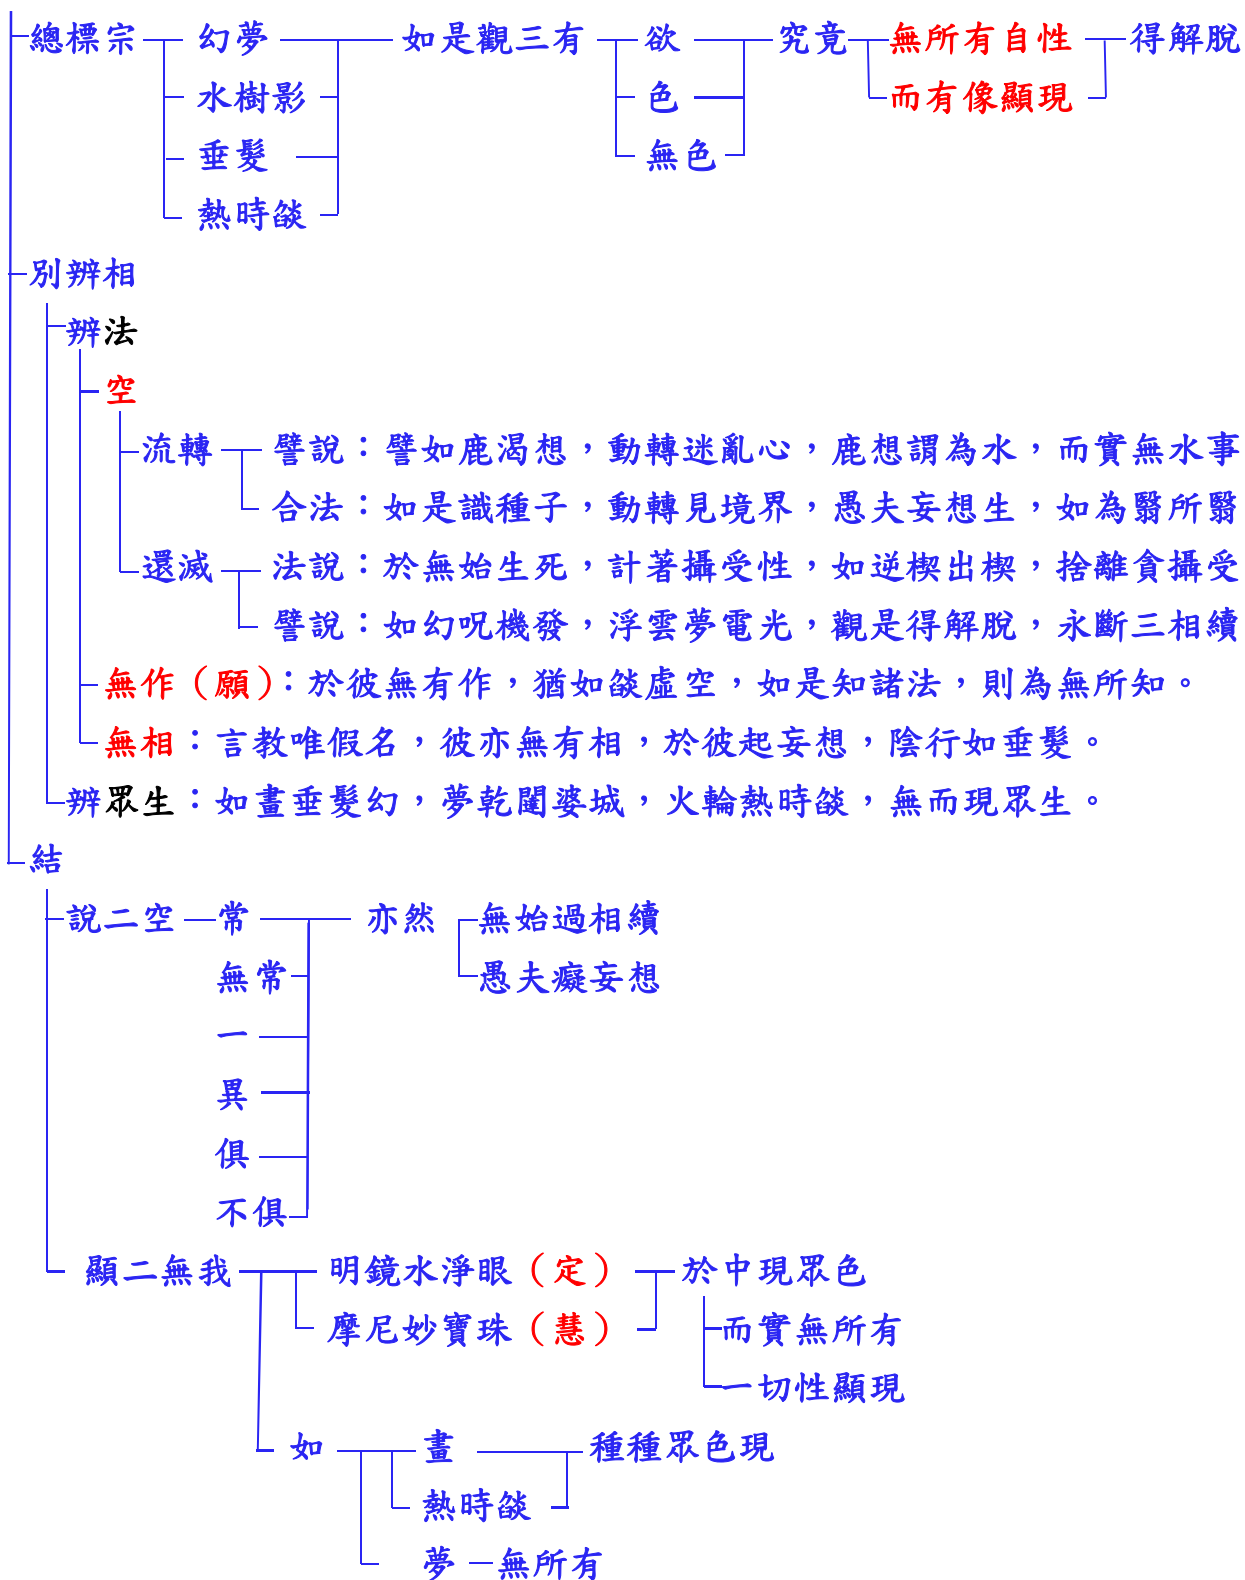 總標宗 幻夢 如是觀三有 欲 究竟 無所有自性 得解脫
水樹影 色 而有像顯現
垂髮 無色
熱時燄
別辨相
辨法
空
流轉 譬說：譬如鹿渴想，動轉迷亂心，鹿想謂為水，而實無水事
合法：如是識種子，動轉見境界，愚夫妄想生，如為翳所翳
還滅 法說：於無始生死，計著攝受性，如逆楔出楔，捨離貪攝受
譬說：如幻呪機發，浮雲夢電光，觀是得解脫，永斷三相續
無作（願）：於彼無有作，猶如燄虛空，如是知諸法，則為無所知。
無相：言教唯假名，彼亦無有相，於彼起妄想，陰行如垂髮。
辨眾生：如畫垂髮幻，夢乾闥婆城，火輪熱時燄，無而現眾生。
結
說二空 常 亦然 無始過相續
無常 愚夫癡妄想
一
異
俱
不俱
顯二無我 明鏡水淨眼（定） 於中現眾色
摩尼妙寶珠（慧） 而實無所有
一切性顯現
如 畫 種種眾色現
熱時燄
夢 無所有